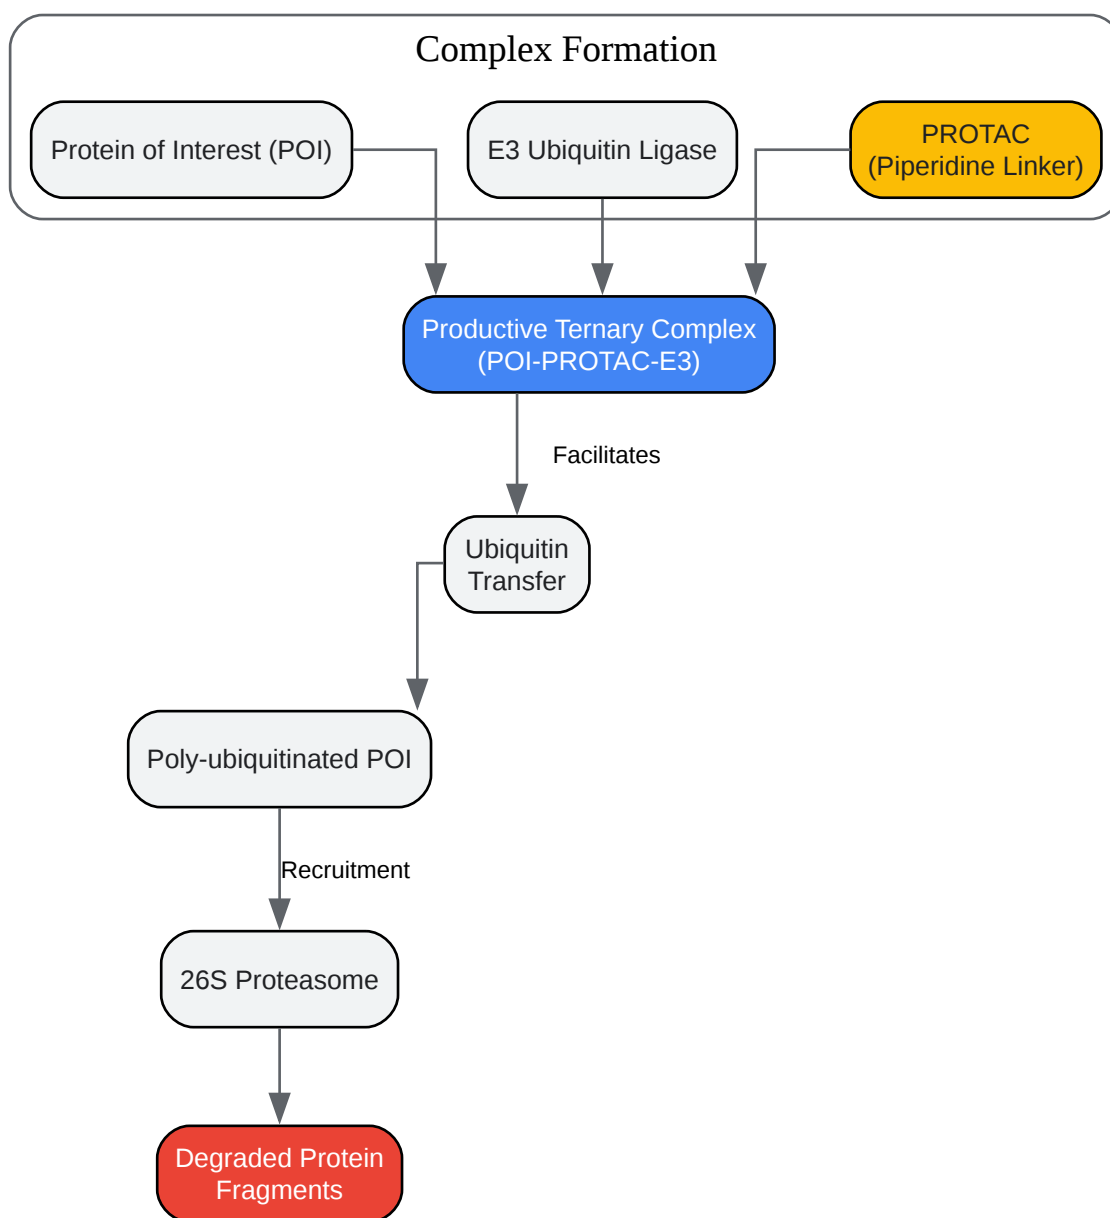 Complex Formation
Protein of Interest (POI)
E3 Ubiquitin Ligase
PROTAC
(Piperidine Linker)
Productive Ternary Complex
(POI-PROTAC-E3)
Facilitates
Ubiquitin
Transfer
Poly-ubiquitinated POI
Recruitment
26S Proteasome
Degraded Protein
Fragments